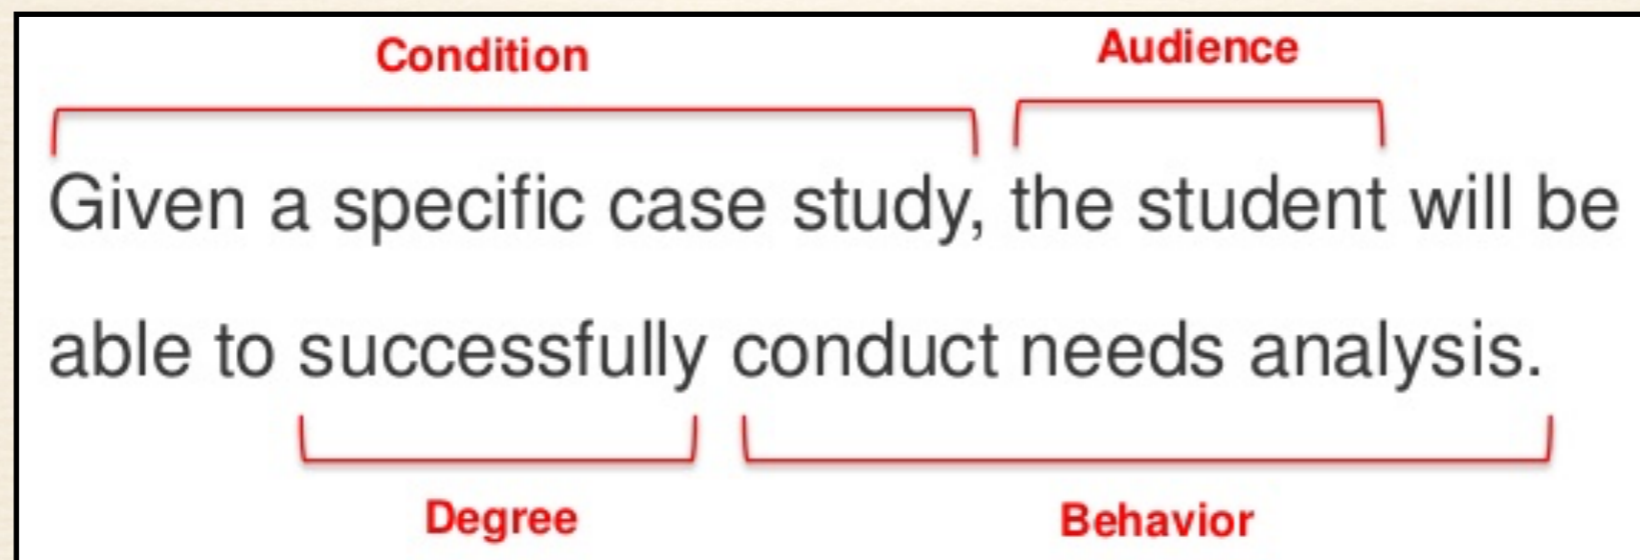 Condition Audience
Given a specific case study, the student will be
able to successfully conduct needs analysis.
Degree Behavior